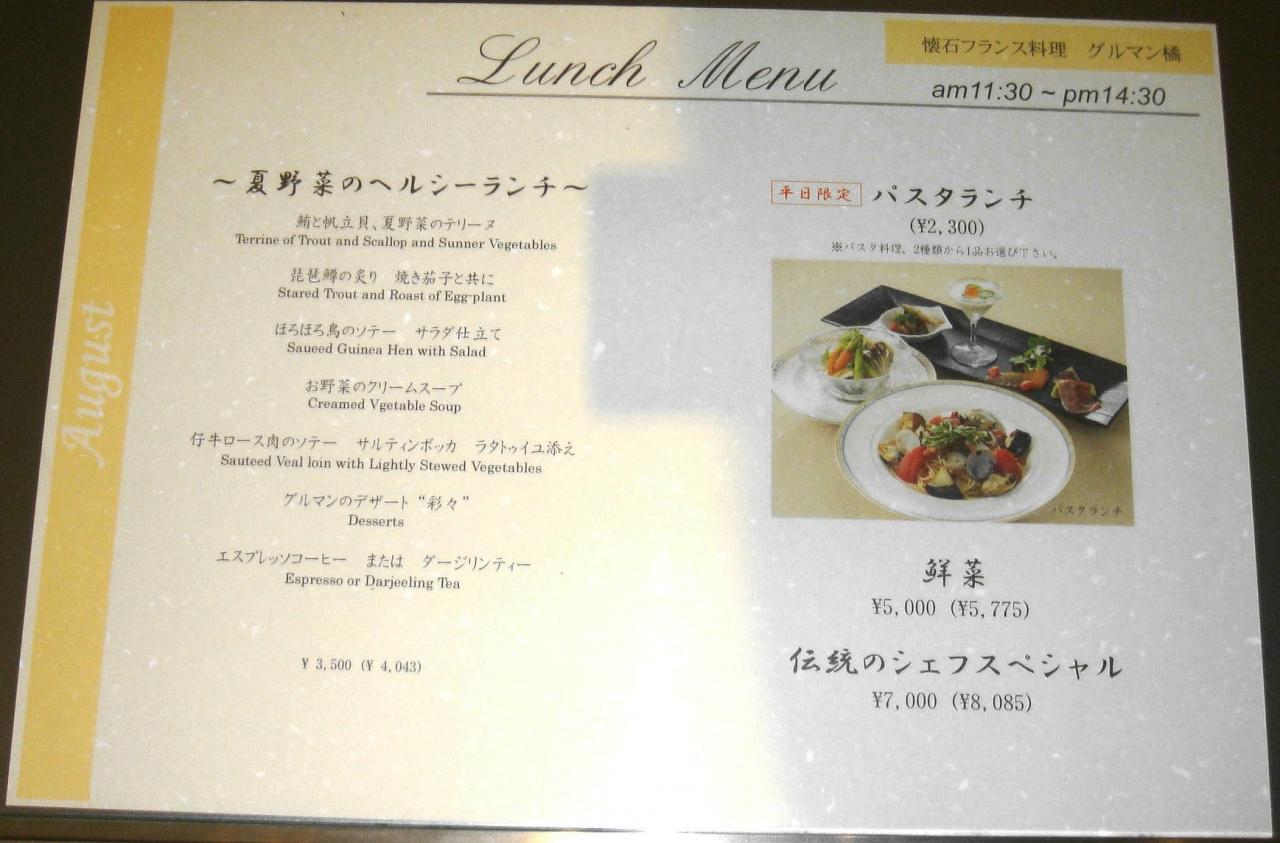 懐石フランス料理 グルマン橘
Lunch Menu
am11:30 ~ pm14:30
August
～夏野菜のヘルシーランチ～
鮪と帆立貝、夏野菜のテリーヌ
Terrine of Trout and Scallop and Sunner Vegetables
琵琶鱒の炙り 焼き茄子と共に
Stared Trout and Roast of Egg-plant
ほろほろ鳥のソテー サラダ仕立て
Saueed Guinea Hen with Salad
お野菜のクリームスープ
Creamed Vgetable Soup
仔牛ロース肉のソテー サルティンボッカ ラタトゥイユ添え
Sauteed Veal loin with Lightly Stewed Vegetables
グルマンのデザート“彩々”
Desserts
エスプレッソコーヒー または ダージリンティー
Espresso or Darjeeling Tea
¥ 3,500 (¥ 4,043)
平日限定 パスタランチ
(¥2,300)
※パスタ料理、2種類から1品お選び下さい。
パスタランチ
鮮菜
¥5,000 (¥5,775)
伝統のシェフスペシャル
¥7,000 (¥8,085)